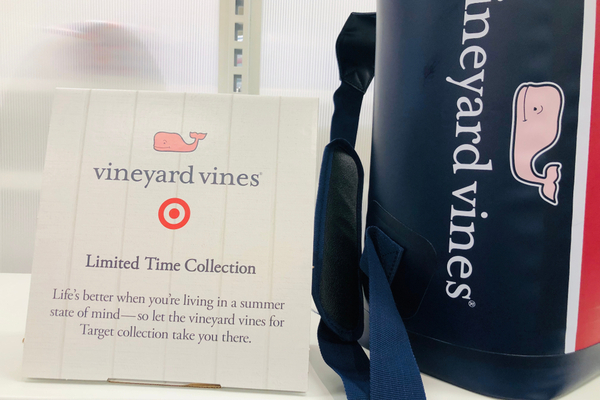 vineyard vines®
Limited Time Collection
Life's better when you're living in a summer
state of mind—so let the vineyard vines for
Target collection take you there.
vineyard vines®